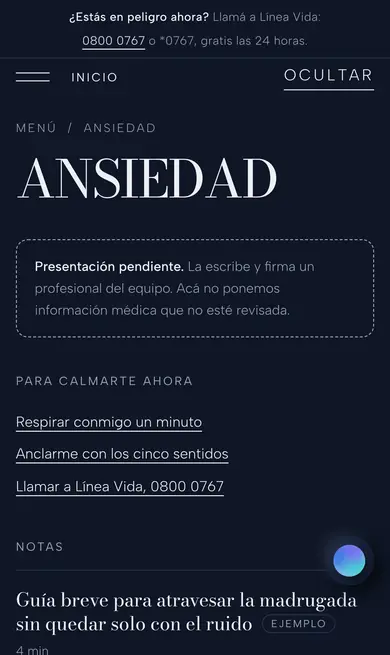 ¿Estás en peligro ahora? Llamá a Línea Vida:
0800 0767 o *0767, gratis las 24 horas.
INICIO
OCULTAR
MENÚ / ANSIEDAD
ANSIEDAD
Presentación pendiente. La escribe y firma un
profesional del equipo. Acá no ponemos
información médica que no esté revisada.
PARA CALMARTE AHORA
Respirar conmigo un minuto
Anclarme con los cinco sentidos
Llamar a Línea Vida, 0800 0767
NOTAS
Guía breve para atravesar la madrugada
sin quedar solo con el ruido EJEMPLO
4 min